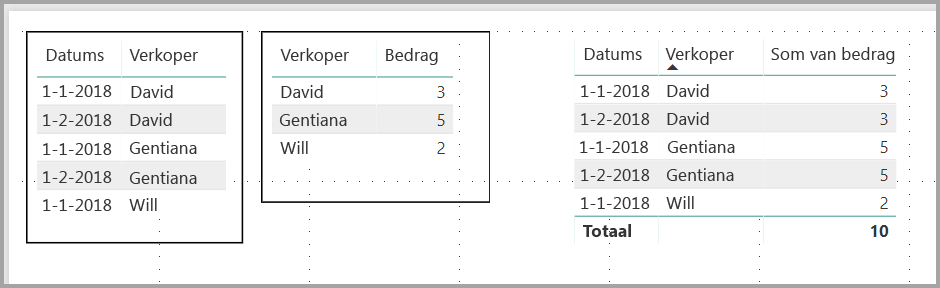 Datums Verkoper
1-1-2018 David
1-2-2018 David
1-1-2018 Gentiana
1-2-2018 Gentiana
1-1-2018 Will
Verkoper Bedrag
David 3
Gentiana 5
Will 2
Datums Verkoper Som van bedrag
1-1-2018 David 3
1-2-2018 David 3
1-1-2018 Gentiana 5
1-2-2018 Gentiana 5
1-1-2018 Will 2
Totaal 10